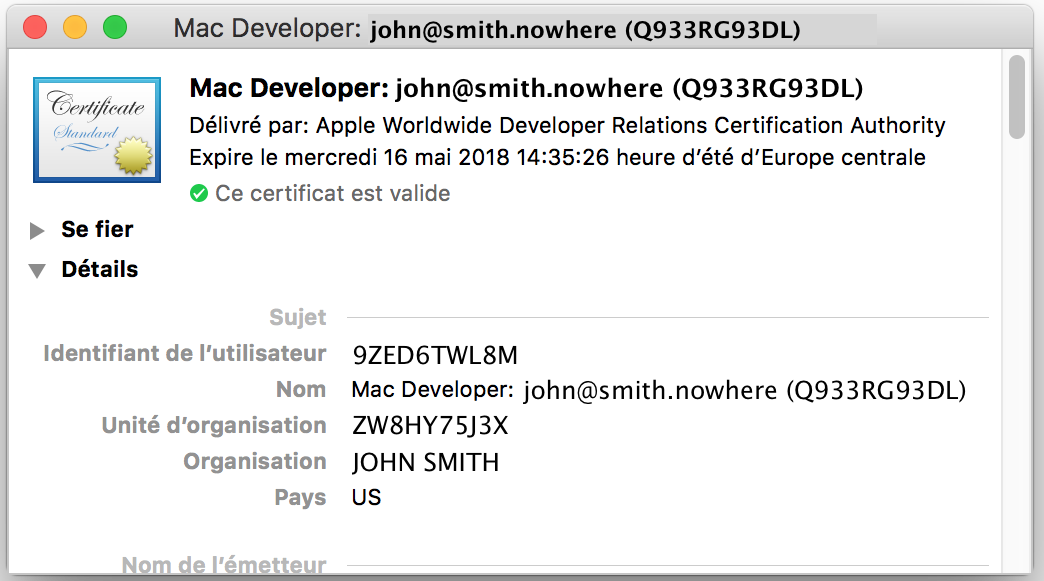 Mac Developer: john@smith.nowhere (Q933RG93DL)
Certificate
Standard
Mac Developer: john@smith.nowhere (Q933RG93DL)
Délivré par: Apple Worldwide Developer Relations Certification Authority
Expire le mercredi 16 mai 2018 14:35:26 heure d’été d’Europe centrale
Ce certificat est valide
Se fier
Détails
Sujet
Identifiant de l’utilisateur 9ZED6TWL8M
Nom Mac Developer: john@smith.nowhere (Q933RG93DL)
Unité d’organisation ZW8HY75J3X
Organisation JOHN SMITH
Pays US
Nom de l’émetteur